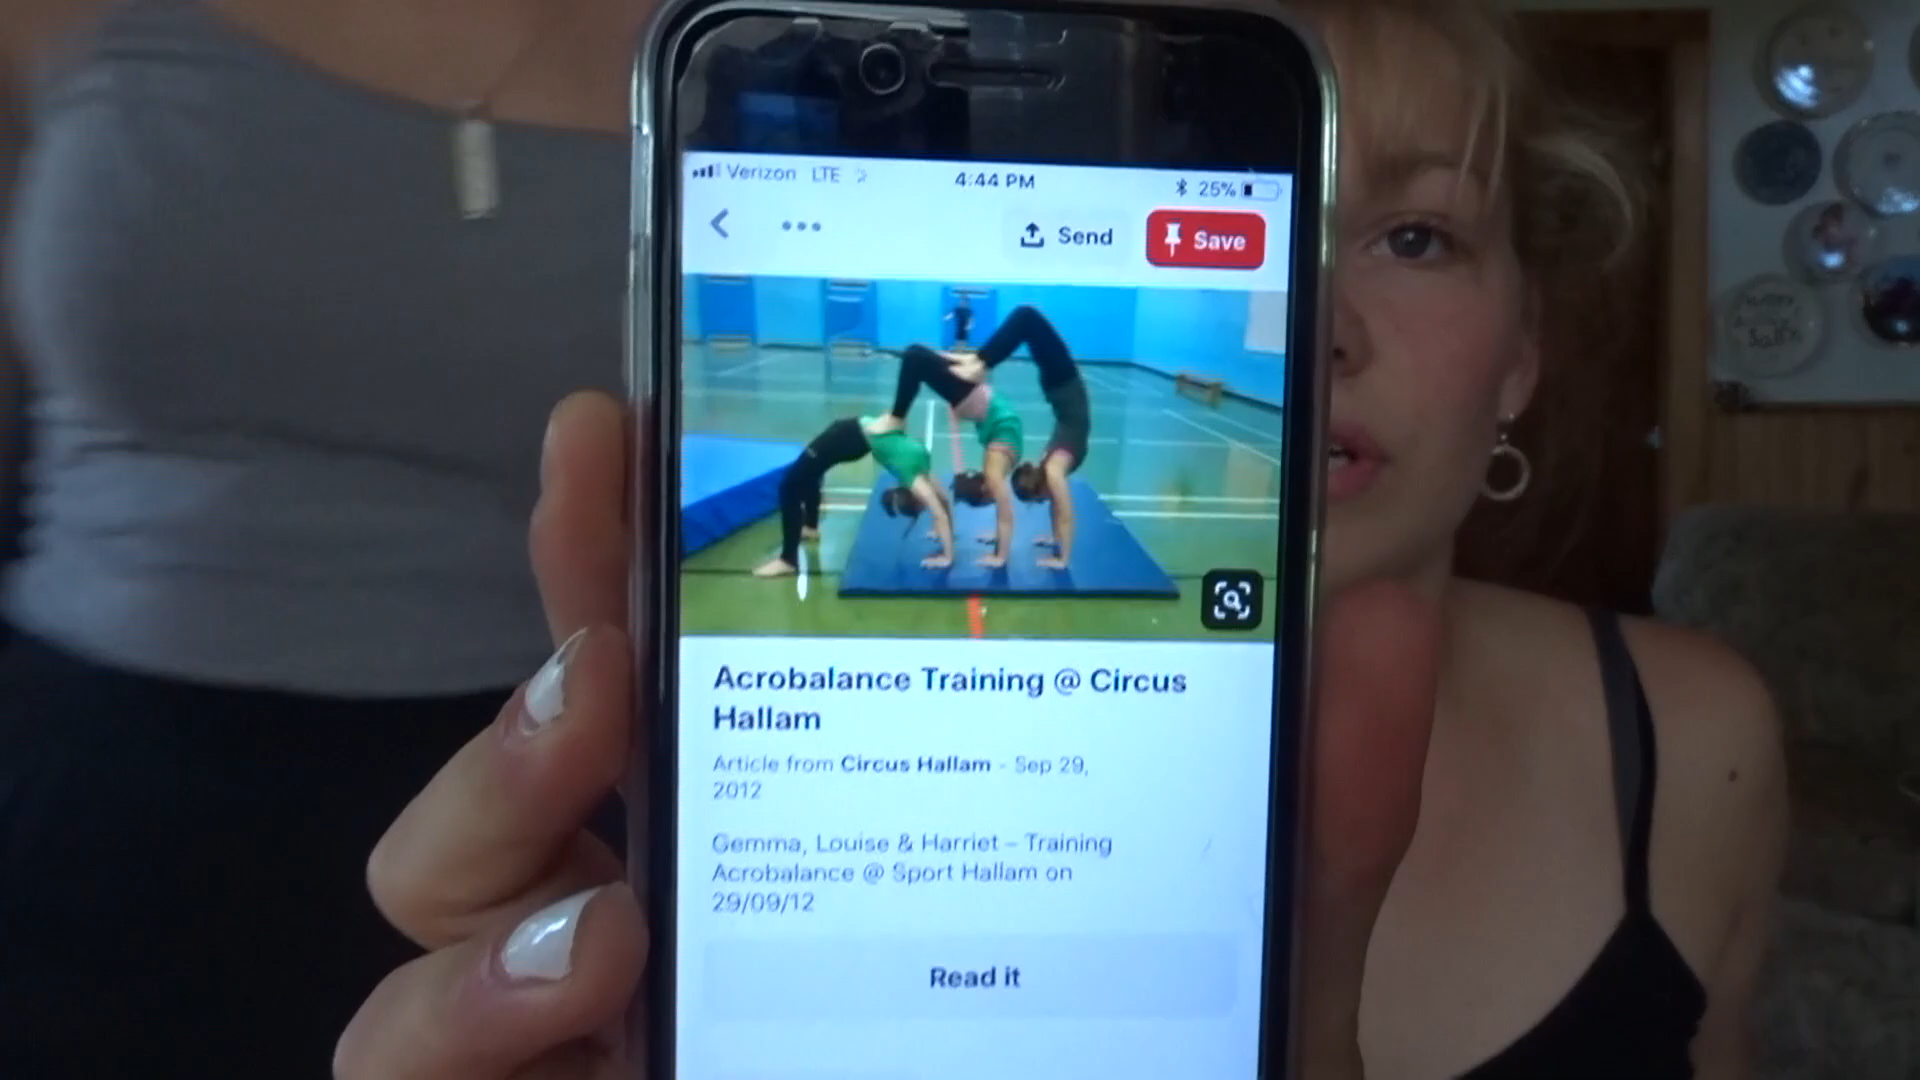 Verizon LTE 4:44 PM 25%
Send Save
Acrobalance Training @ Circus
Hallam
Article from Circus Hallam - Sep 29,
2012
Gemma, Louise & Harriet – Training
Acrobalance @ Sport Hallam on
29/09/12
Read it